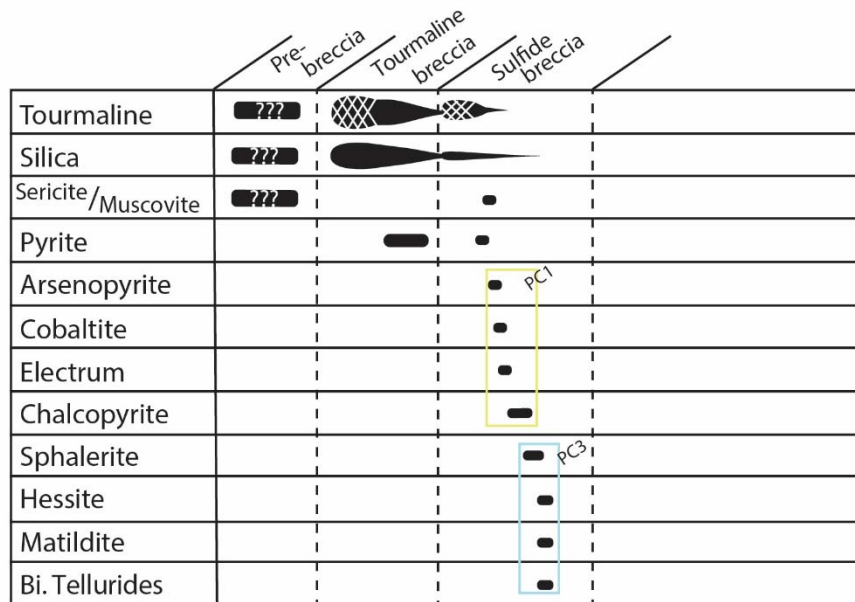 Pre-
breccia
Tourmaline
breccia
Sulfide
breccia
Tourmaline ???
Silica ???
Sericite/Muscovite ???
Pyrite
Arsenopyrite PC1
Cobaltite
Electrum
Chalcopyrite
Sphalerite PC3
Hessite
Matildite
Bi. Tellurides